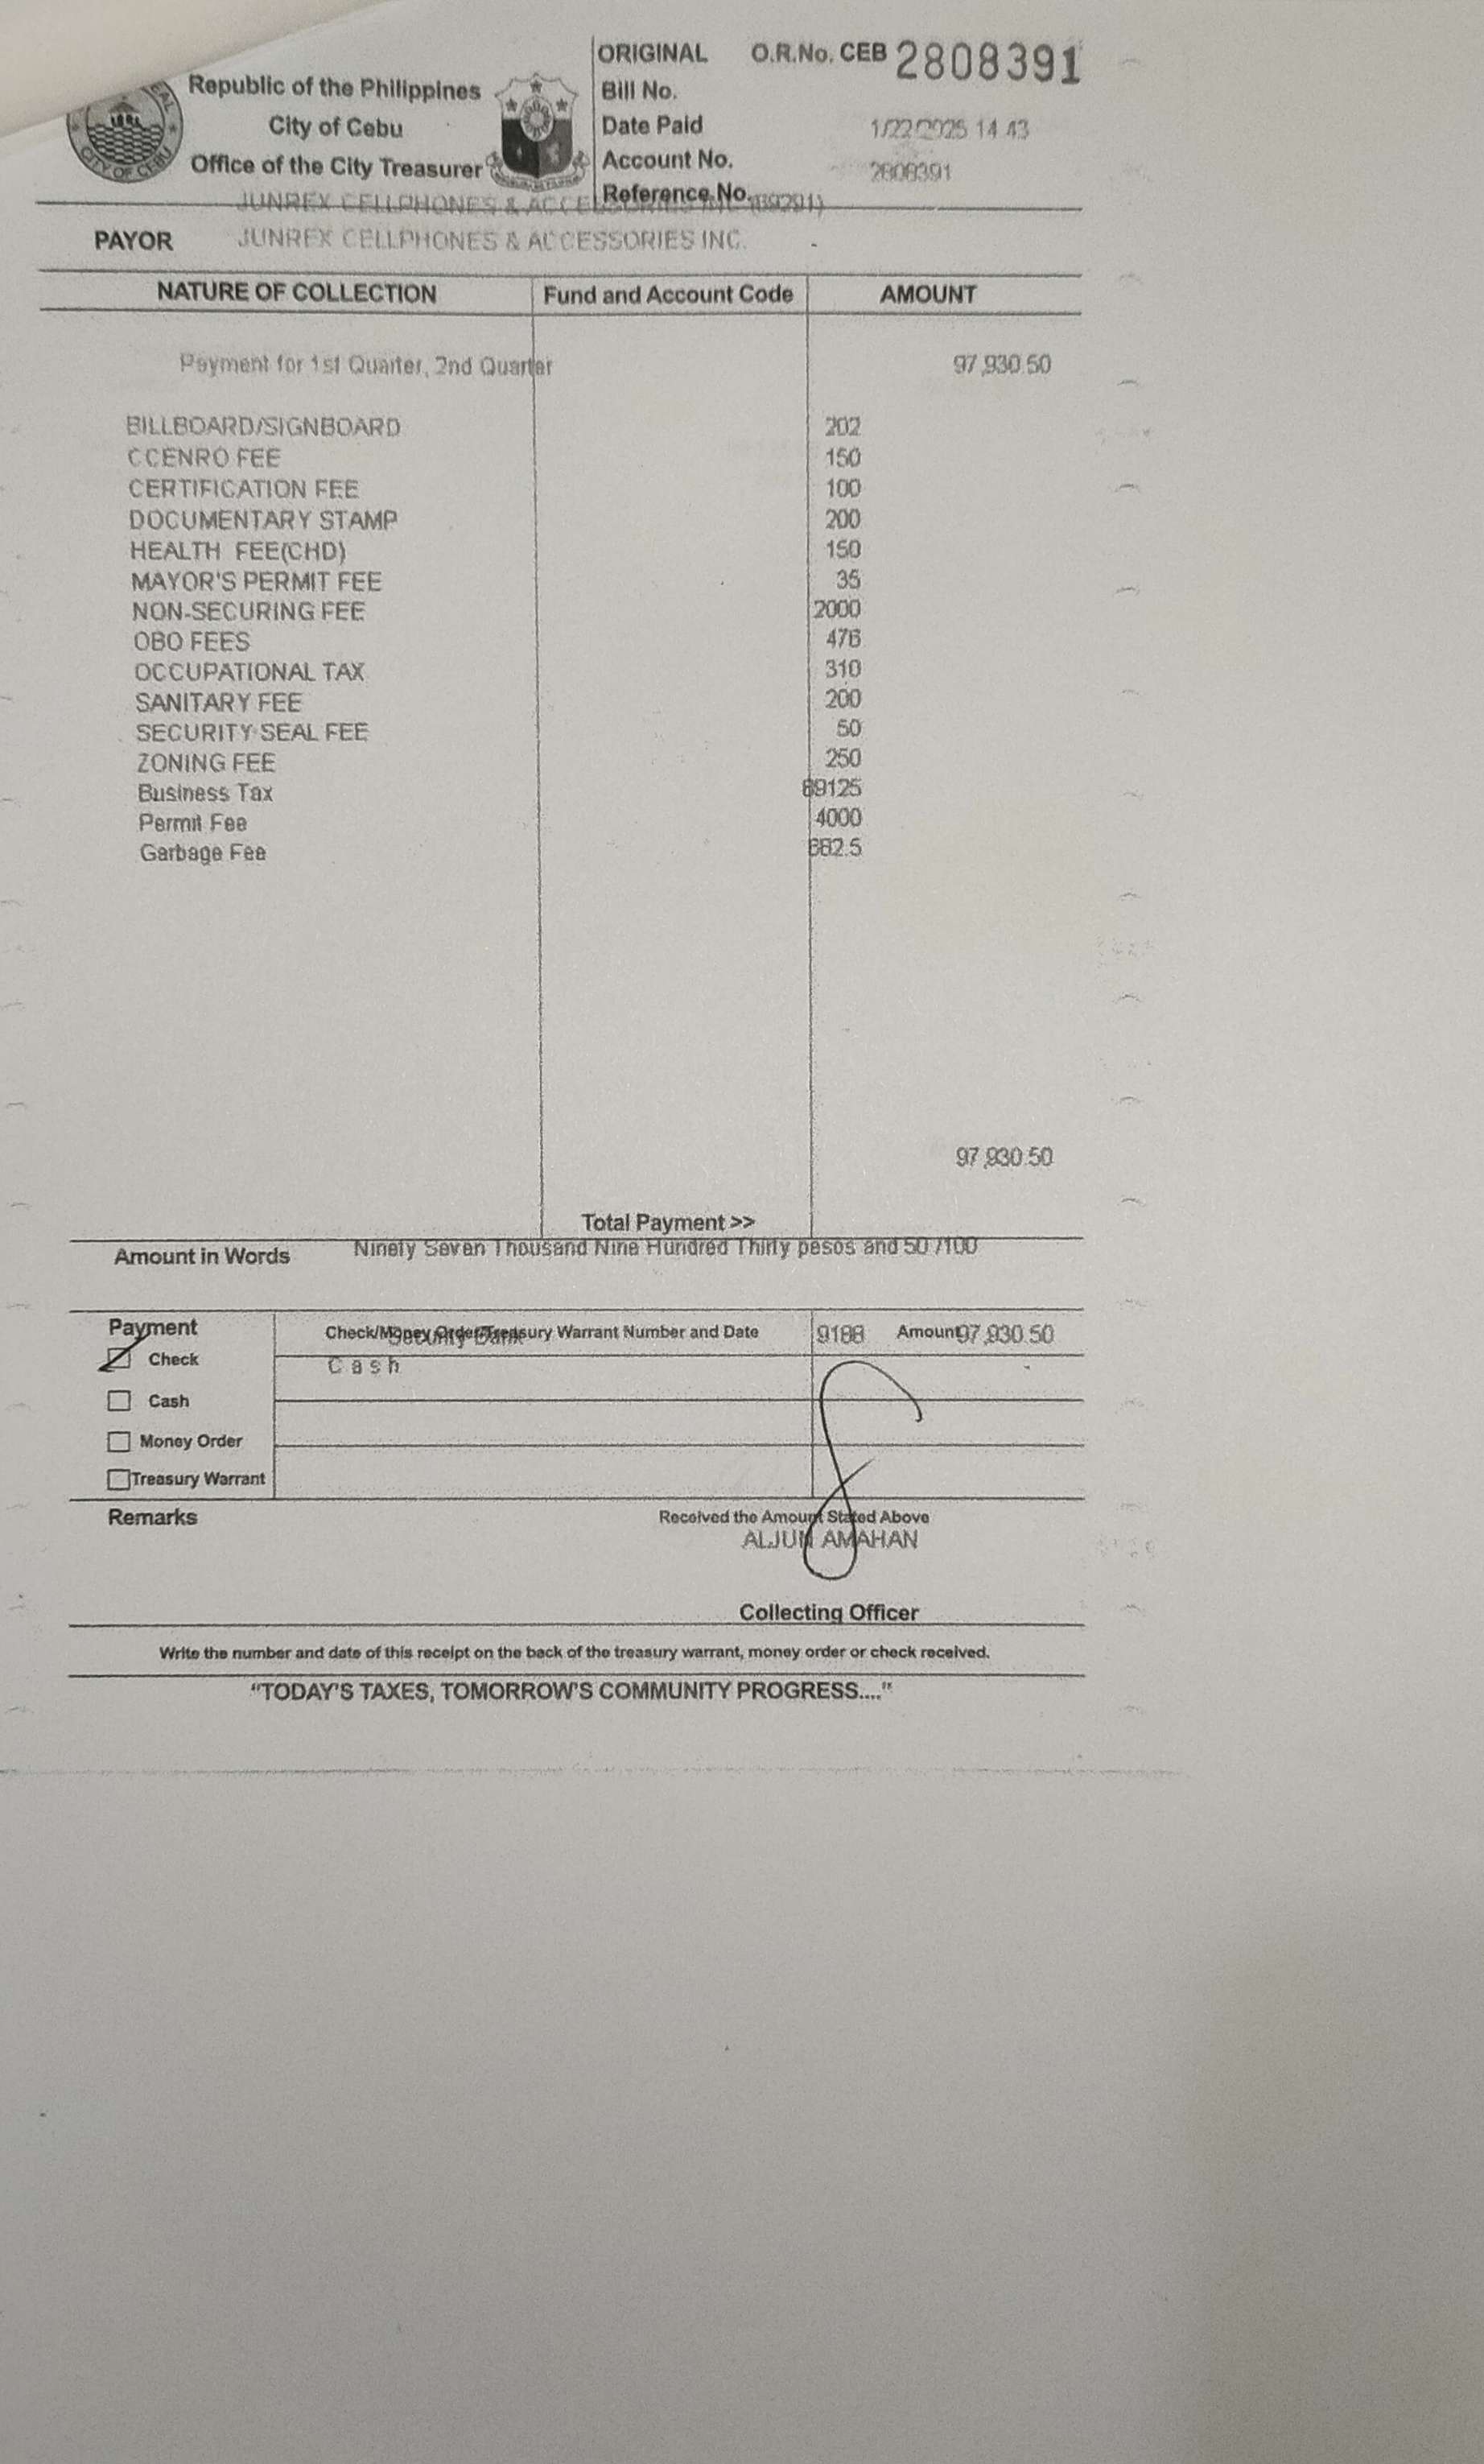 ORIGINAL O.R.No. CEB 2808391
Republic of the Philippines
Bill No.
City of Cebu
Date Paid 1/22/2025 14 43
Office of the City Treasurer
Account No. 2808391
Reference No.
CITY OF CEBU
JUNREX CELLPHONES &
PAYOR JUNREX CELLPHONES & ACCESSORIES INC.
NATURE OF COLLECTION Fund and Account Code AMOUNT
Payment for 1st Quarter, 2nd Quarter 97,930.50
BILLBOARD/SIGNBOARD 202
CCENRO FEE 150
CERTIFICATION FEE 100
DOCUMENTARY STAMP 200
HEALTH FEE(CHD) 150
MAYOR'S PERMIT FEE 35
NON-SECURING FEE 2000
OBO FEES 476
OCCUPATIONAL TAX 310
SANITARY FEE 200
SECURITY SEAL FEE 50
ZONING FEE 250
Business Tax 89125
Permit Fee 4000
Garbage Fee 682.5
97,930.50
Total Payment >>
Amount in Words Ninety Seven Thousand Nine Hundred Thirty pesos and 50 /100
Payment Check/Money Order/Treasury Warrant Number and Date 9188 Amount 97,930.50
Security Bank
Check Cash
Cash
Money Order
Treasury Warrant
Remarks Received the Amount Stated Above
ALJUN AMAHAN
Collecting Officer
Write the number and date of this receipt on the back of the treasury warrant, money order or check received.
“TODAY'S TAXES, TOMORROW'S COMMUNITY PROGRESS....”